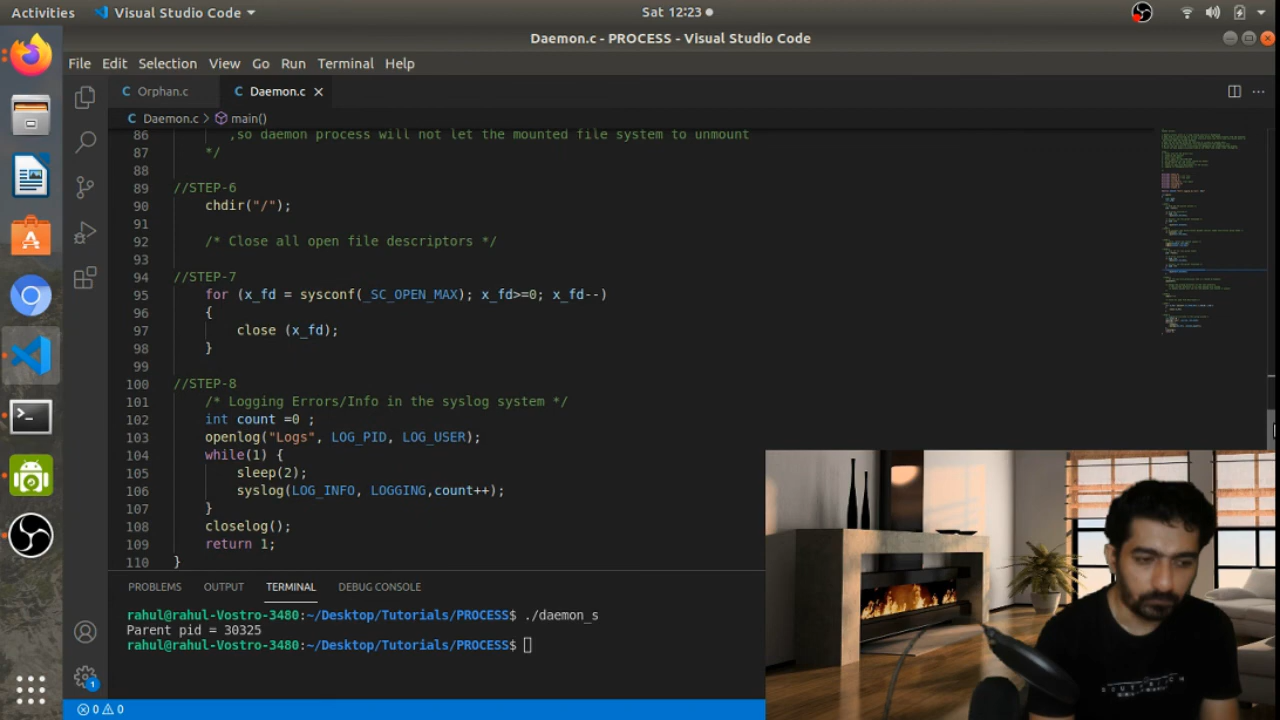 Activities
Visual Studio Code
Sat 12:23
Daemon.c - PROCESS - Visual Studio Code
File Edit Selection View Go Run Terminal Help
C Orphan.c
C Daemon.c
C Daemon.c > main()
86 ,so daemon process will not let the mounted file system to unmount
87 */
88
89 //STEP-6
90 chdir("/");
91
92 /* Close all open file descriptors */
93
94 //STEP-7
95 for (x_fd = sysconf(_SC_OPEN_MAX); x_fd>=0; x_fd--)
96 {
97 close (x_fd);
98 }
99
100 //STEP-8
101 /* Logging Errors/Info in the syslog system */
102 int count =0 ;
103 openlog("Logs", LOG_PID, LOG_USER);
104 while(1) {
105 sleep(2);
106 syslog(LOG_INFO, LOGGING,count++);
107 }
108 closelog();
109 return 1;
110 }
PROBLEMS OUTPUT TERMINAL DEBUG CONSOLE
rahul@rahul-Vostro-3480:~/Desktop/Tutorials/PROCESS$ ./daemon_s
Parent pid = 30325
rahul@rahul-Vostro-3480:~/Desktop/Tutorials/PROCESS$
1
0 0